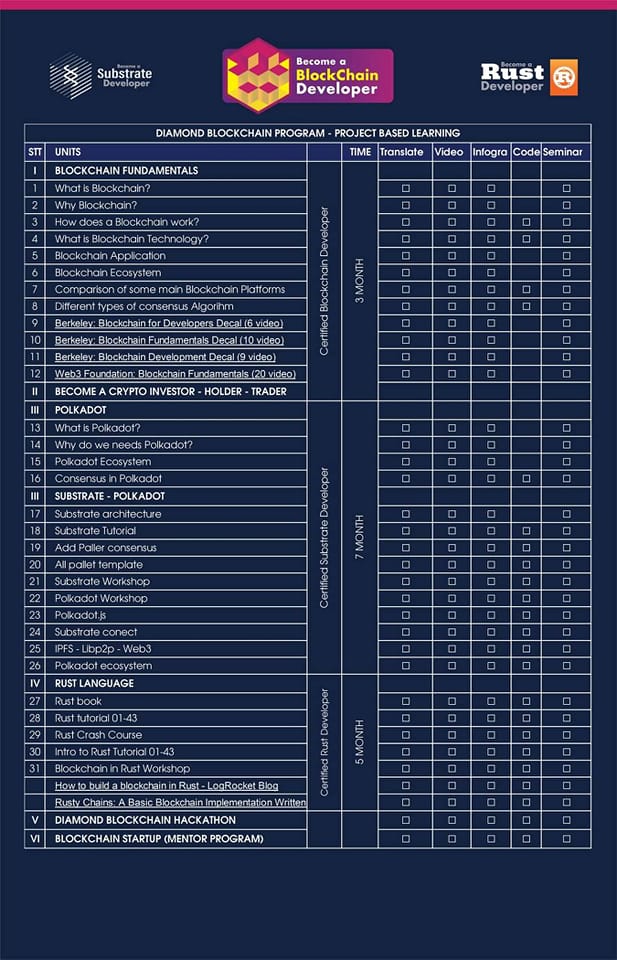 Become a
Substrate
Developer
Become a
BlockChain
Developer
Become a
Rust
Developer
R
DIAMOND BLOCKCHAIN PROGRAM - PROJECT BASED LEARNING
STT UNITS TIME Translate Video Infogra Code Seminar
I BLOCKCHAIN FUNDAMENTALS
1 What is Blockchain?
2 Why Blockchain?
3 How does a Blockchain work?
4 What is Blockchain Technology?
5 Blockchain Application
6 Blockchain Ecosystem
7 Comparison of some main Blockchain Platforms
8 Different types of consensus Algorihm
9 Berkeley: Blockchain for Developers Decal (6 video)
10 Berkeley: Blockchain Fundamentals Decal (10 video)
11 Berkeley: Blockchain Development Decal (9 video)
12 Web3 Foundation: Blockchain Fundamentals (20 video)
Certified Blockchain Developer
3 MONTH
II BECOME A CRYPTO INVESTOR - HOLDER - TRADER
III POLKADOT
13 What is Polkadot?
14 Why do we needs Polkadot?
15 Polkadot Ecosystem
16 Consensus in Polkadot
III SUBSTRATE - POLKADOT
17 Substrate architecture
18 Substrate Tutorial
19 Add Paller consensus
20 All pallet template
21 Substrate Workshop
22 Polkadot Workshop
23 Polkadot.js
24 Substrate conect
25 IPFS - Libp2p - Web3
26 Polkadot ecosystem
Certified Substrate Developer
7 MONTH
IV RUST LANGUAGE
27 Rust book
28 Rust tutorial 01-43
29 Rust Crash Course
30 Intro to Rust Tutorial 01-43
31 Blockchain in Rust Workshop
How to build a blockchain in Rust - LogRocket Blog
Rusty Chains: A Basic Blockchain Implementation Written
Certified Rust Developer
5 MONTH
V DIAMOND BLOCKCHAIN HACKATHON
VI BLOCKCHAIN STARTUP (MENTOR PROGRAM)